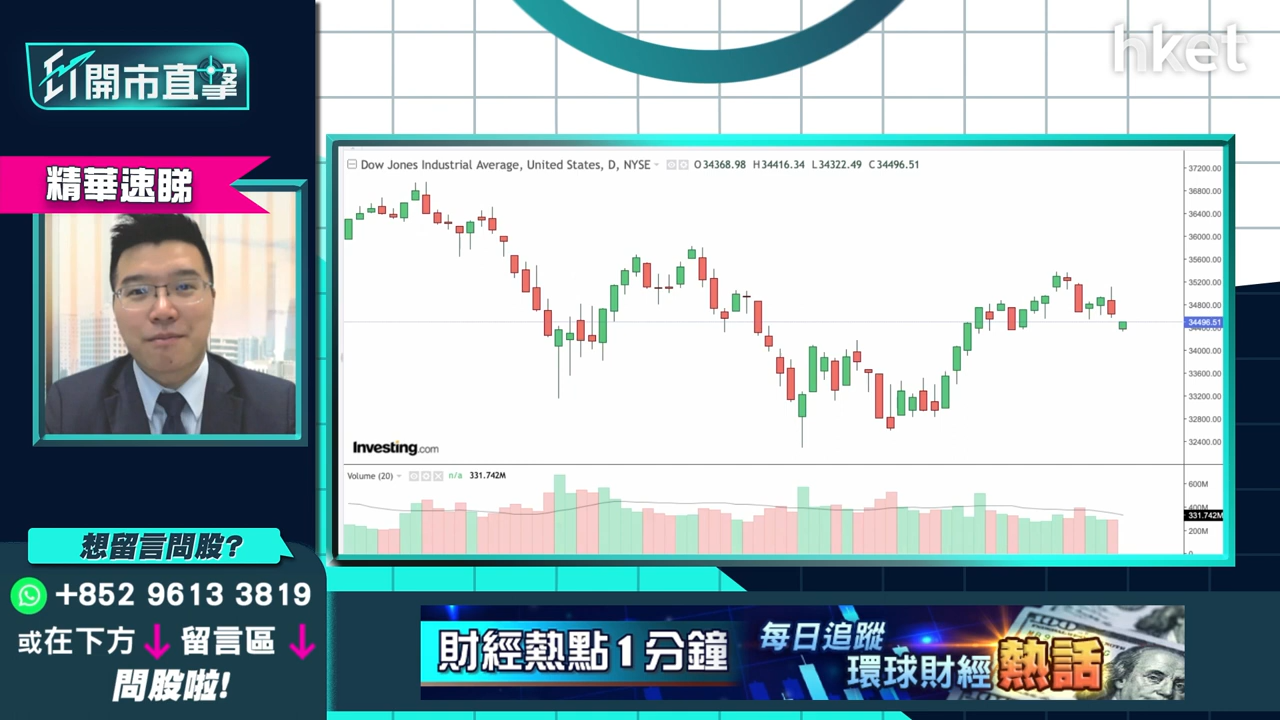 hket
ET開市直擊
精華速睇
Dow Jones Industrial Average, United States, D, NYSE O34368.98 H34416.34 L34322.49 C34496.51
37200.00
36800.00
36400.00
36000.00
35600.00
35200.00
34800.00
34496.51
34400.00
34000.00
33600.00
33200.00
32800.00
32400.00
Investing.com
Volume (20) n/a 331.742M
600M
400M
331.742M
200M
0
想留言問股?
+852 9613 3819
或在下方 留言區
問股啦!
財經熱點1分鐘
每日追蹤
環球財經熱話